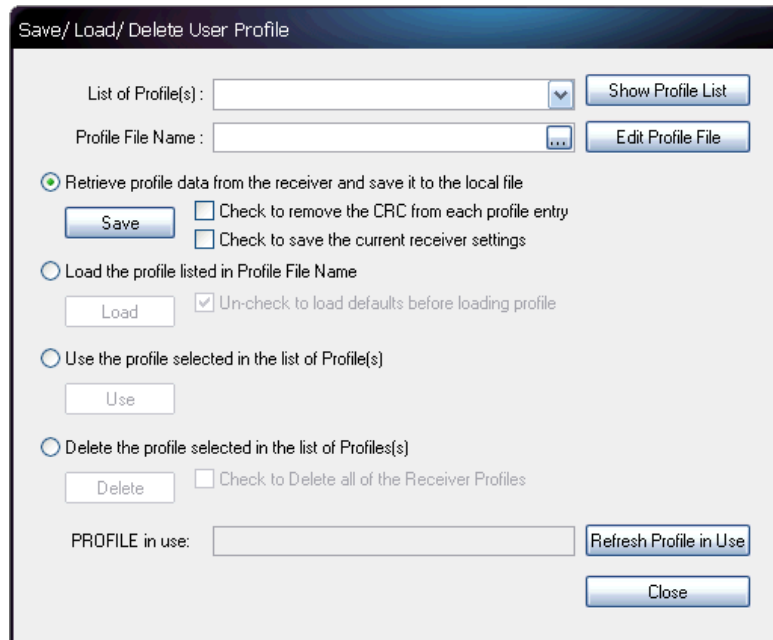 Save/ Load/ Delete User Profile
List of Profile(s) :
Show Profile List
Profile File Name :
...
Edit Profile File
Retrieve profile data from the receiver and save it to the local file
Save
Check to remove the CRC from each profile entry
Check to save the current receiver settings
Load the profile listed in Profile File Name
Load
Un-check to load defaults before loading profile
Use the profile selected in the list of Profile(s)
Use
Delete the profile selected in the list of Profiles(s)
Delete
Check to Delete all of the Receiver Profiles
PROFILE in use:
Refresh Profile in Use
Close